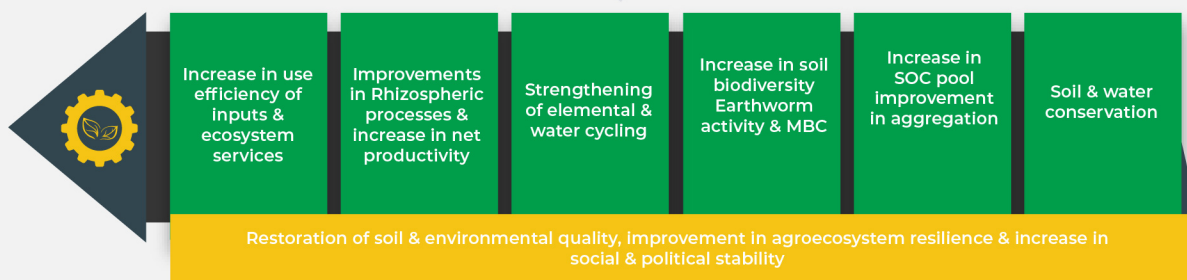 Increase in use
efficiency of
inputs &
ecosystem
services
Improvements
in Rhizospheric
processes &
increase in net
productivity
Strengthening
of elemental &
water cycling
Increase in soil
biodiversity
Earthworm
activity & MBC
Increase in
SOC pool
improvement
in aggregation
Soil & water
conservation
Restoration of soil & environmental quality, improvement in agroecosystem resilience & increase in
social & political stability